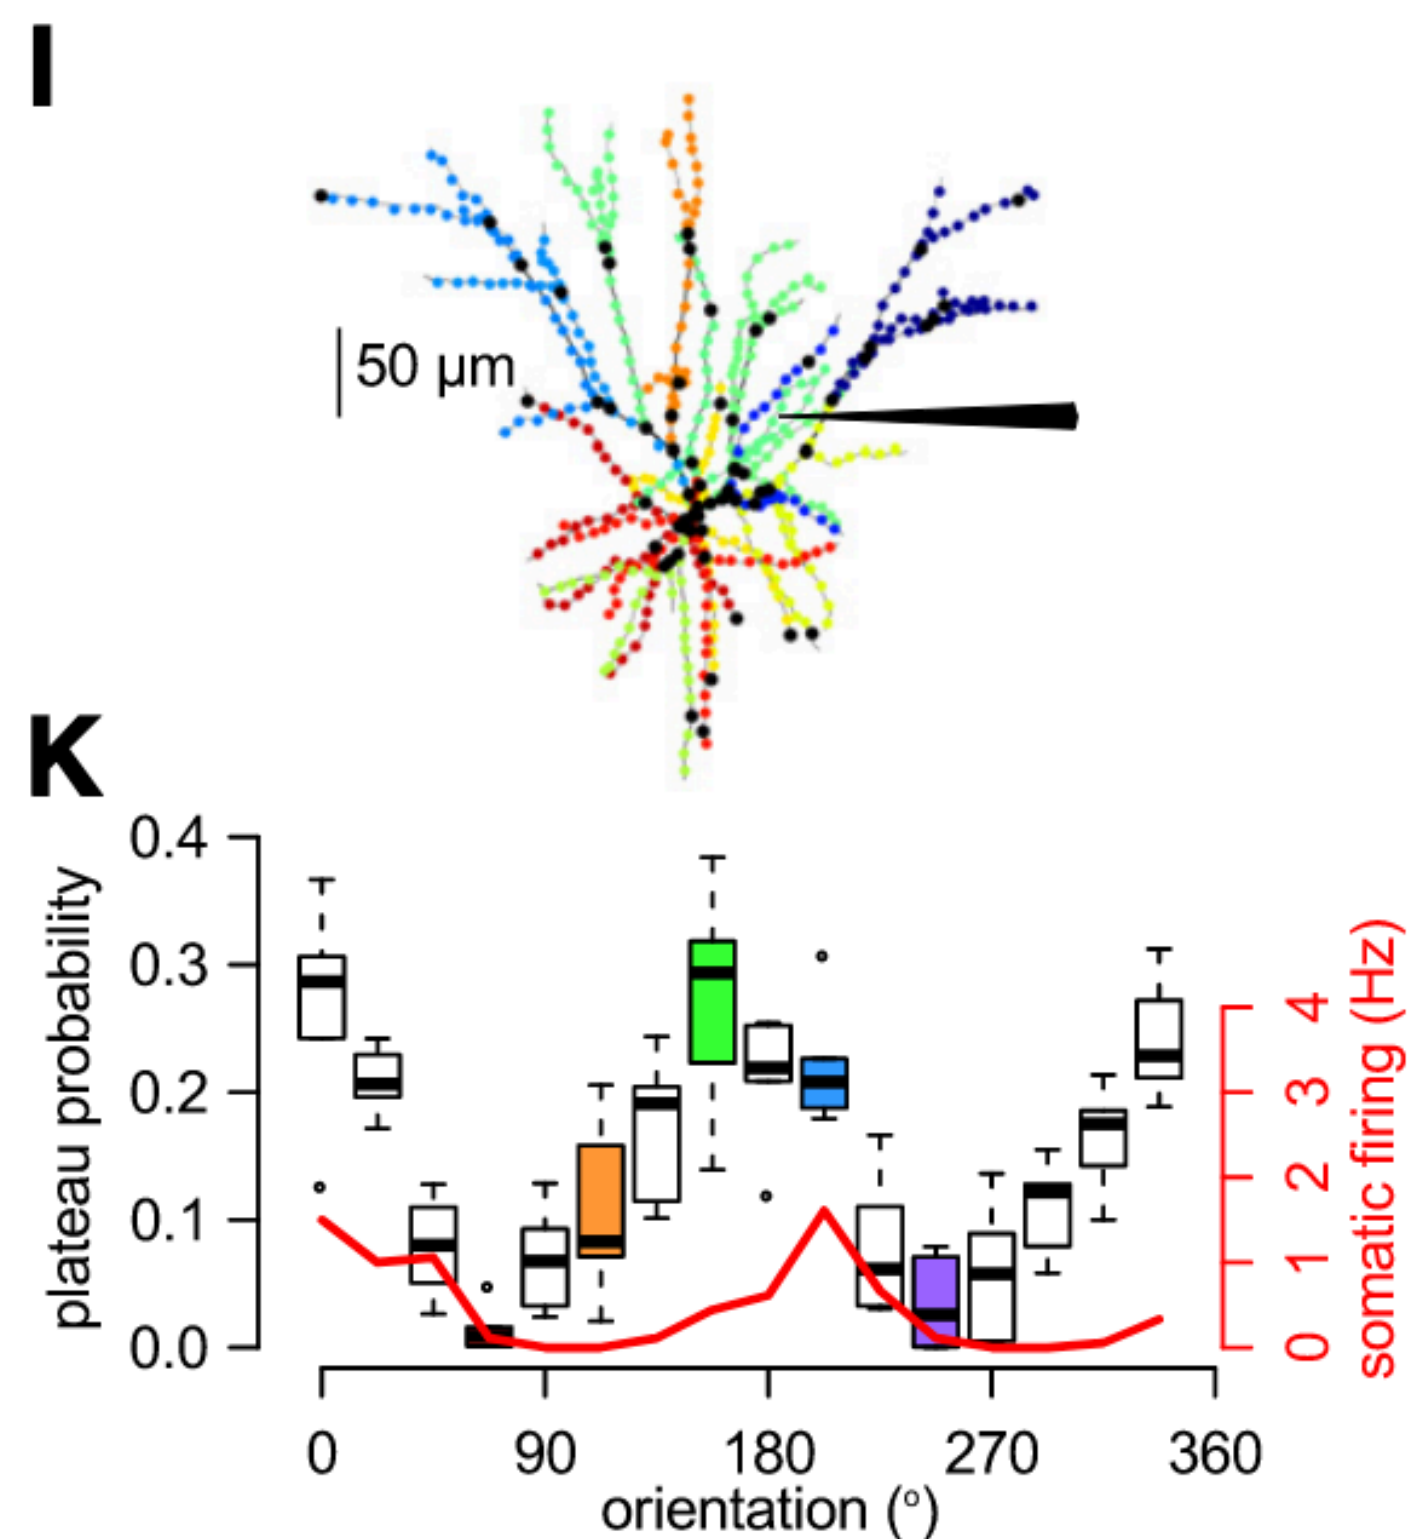 I
50 µm
K
plateau probability
0.4
0.3
0.2
0.1
0.0
0 90 180 270 360
orientation (°)
4
3
2
1
0
somatic firing (Hz)